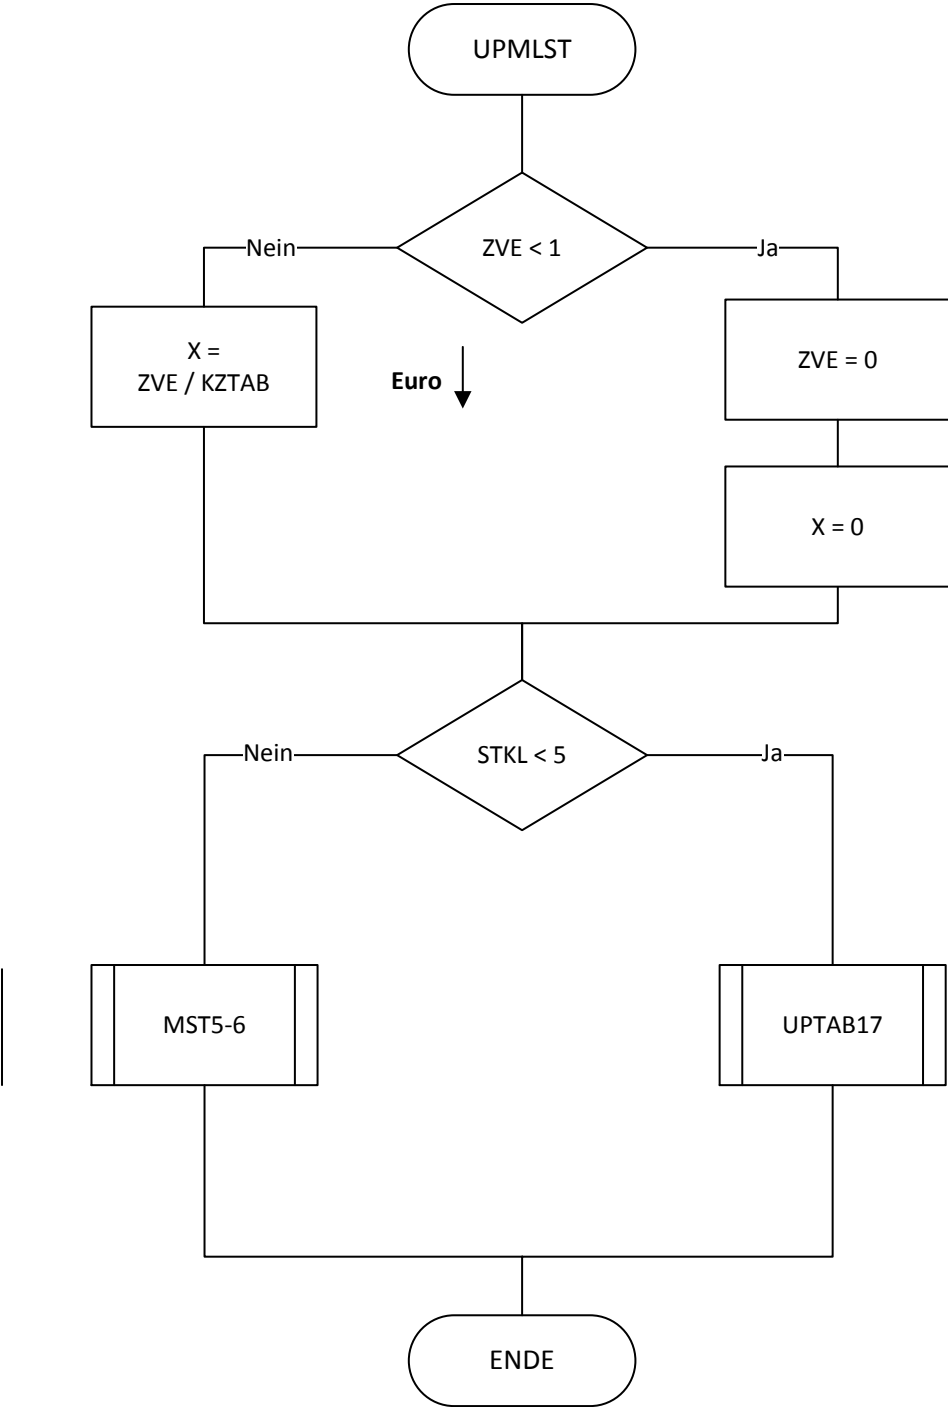 UPMLST
ZVE < 1
Nein
Ja
X =
ZVE / KZTAB
Euro
ZVE = 0
X = 0
STKL < 5
Nein
Ja
MST5-6
UPTAB17
ENDE